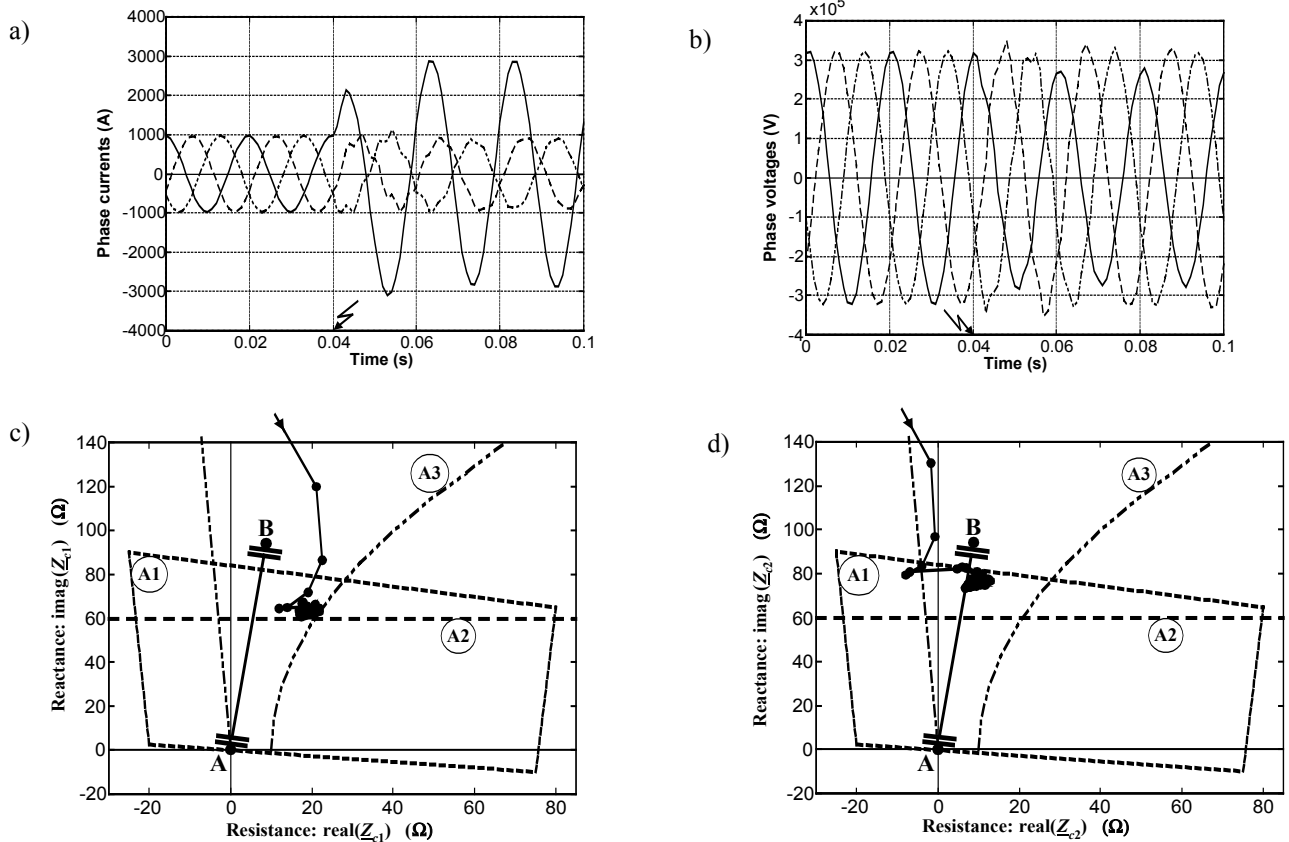 a)
4000
3000
2000
1000
0
-1000
-2000
-3000
-4000
Phase currents (A)
0 0.02 0.04 0.06 0.08 0.1
Time (s)
b)
4 x10⁵
3
2
1
0
-1
-2
-3
-4
Phase voltages (V)
0 0.02 0.04 0.06 0.08 0.1
Time (s)
c)
140
120
100
80
60
40
20
0
-20
Reactance: imag(Z_c1) (Ω)
A3
B
A1
A2
A
-20 0 20 40 60 80
Resistance: real(Z_c1) (Ω)
d)
140
120
100
80
60
40
20
0
-20
Reactance: imag(Z_c2) (Ω)
A3
B
A1
A2
A
-20 0 20 40 60 80
Resistance: real(Z_c2) (Ω)